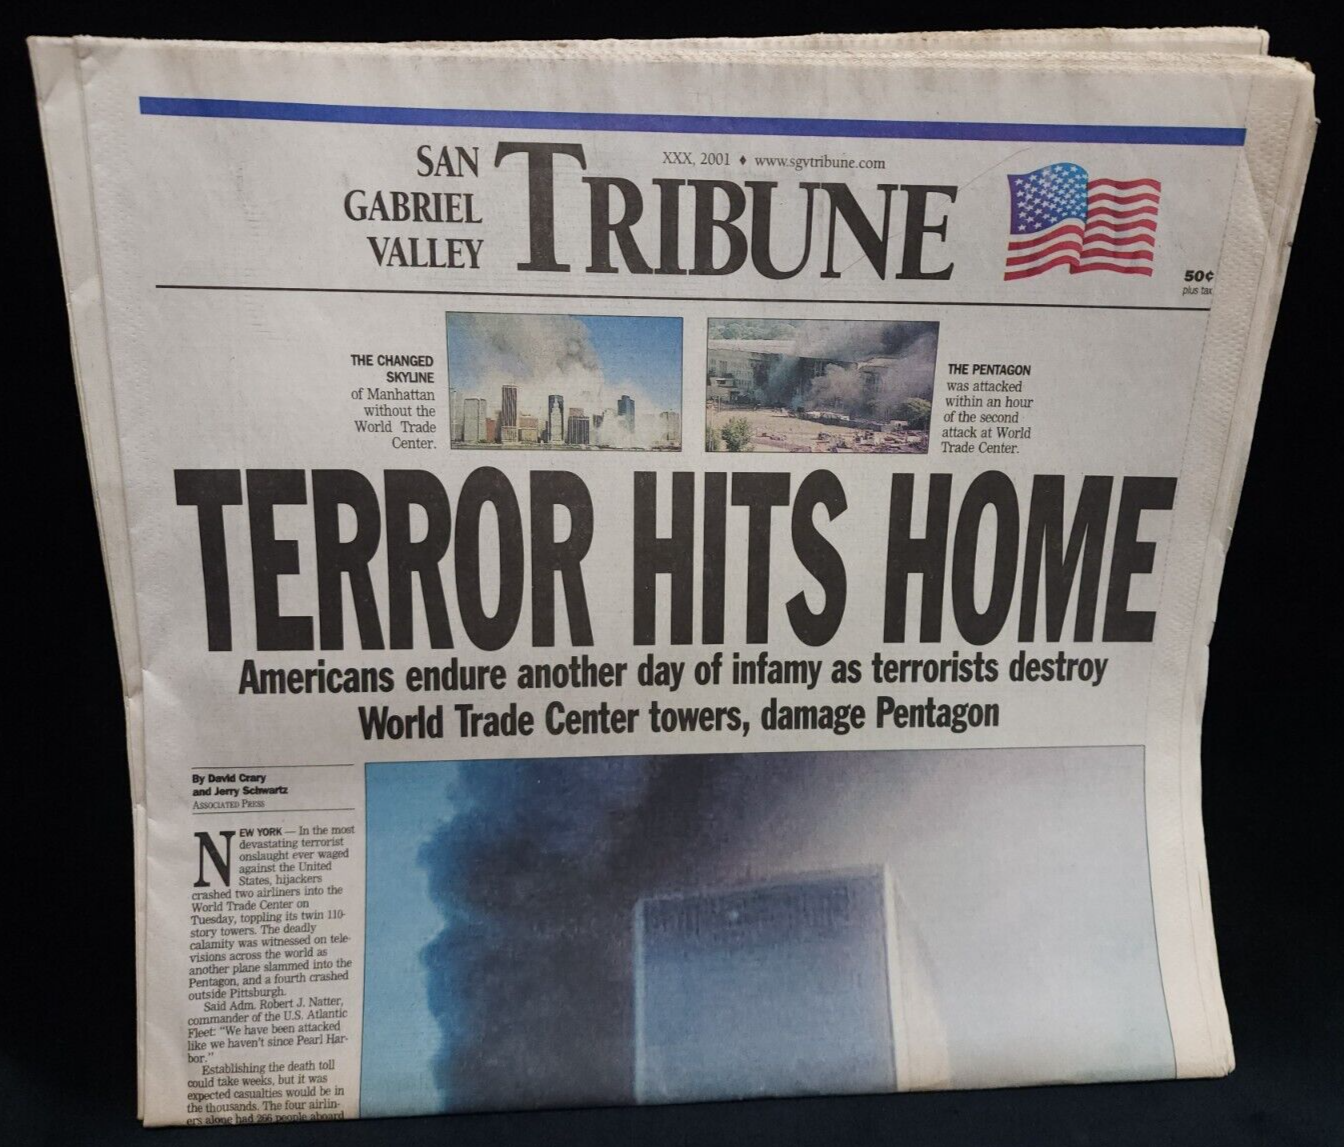 SAN
GABRIEL
VALLEY
TRIBUNE
XXX, 2001 ♦ www.sgvtribune.com
50¢
plus tax
THE CHANGED
SKYLINE
of Manhattan
without the
World Trade
Center.
THE PENTAGON
was attacked
within an hour
of the second
attack at World
Trade Center.
TERROR HITS HOME
Americans endure another day of infamy as terrorists destroy
World Trade Center towers, damage Pentagon
By David Crary
and Jerry Schwartz
ASSOCIATED PRESS
NEW YORK — In the most
devastating terrorist
onslaught ever waged
against the United
States, hijackers
crashed two airliners into the
World Trade Center on
Tuesday, toppling its twin 110-
story towers. The deadly
calamity was witnessed on tele-
visions across the world as
another plane slammed into the
Pentagon, and a fourth crashed
outside Pittsburgh.
Said Adm. Robert J. Natter,
commander of the U.S. Atlantic
Fleet: “We have been attacked
like we haven’t since Pearl Har-
bor.”
Establishing the death toll
could take weeks, but it was
expected casualties would be in
the thousands. The four airlin-
ers alone had 266 people aboard